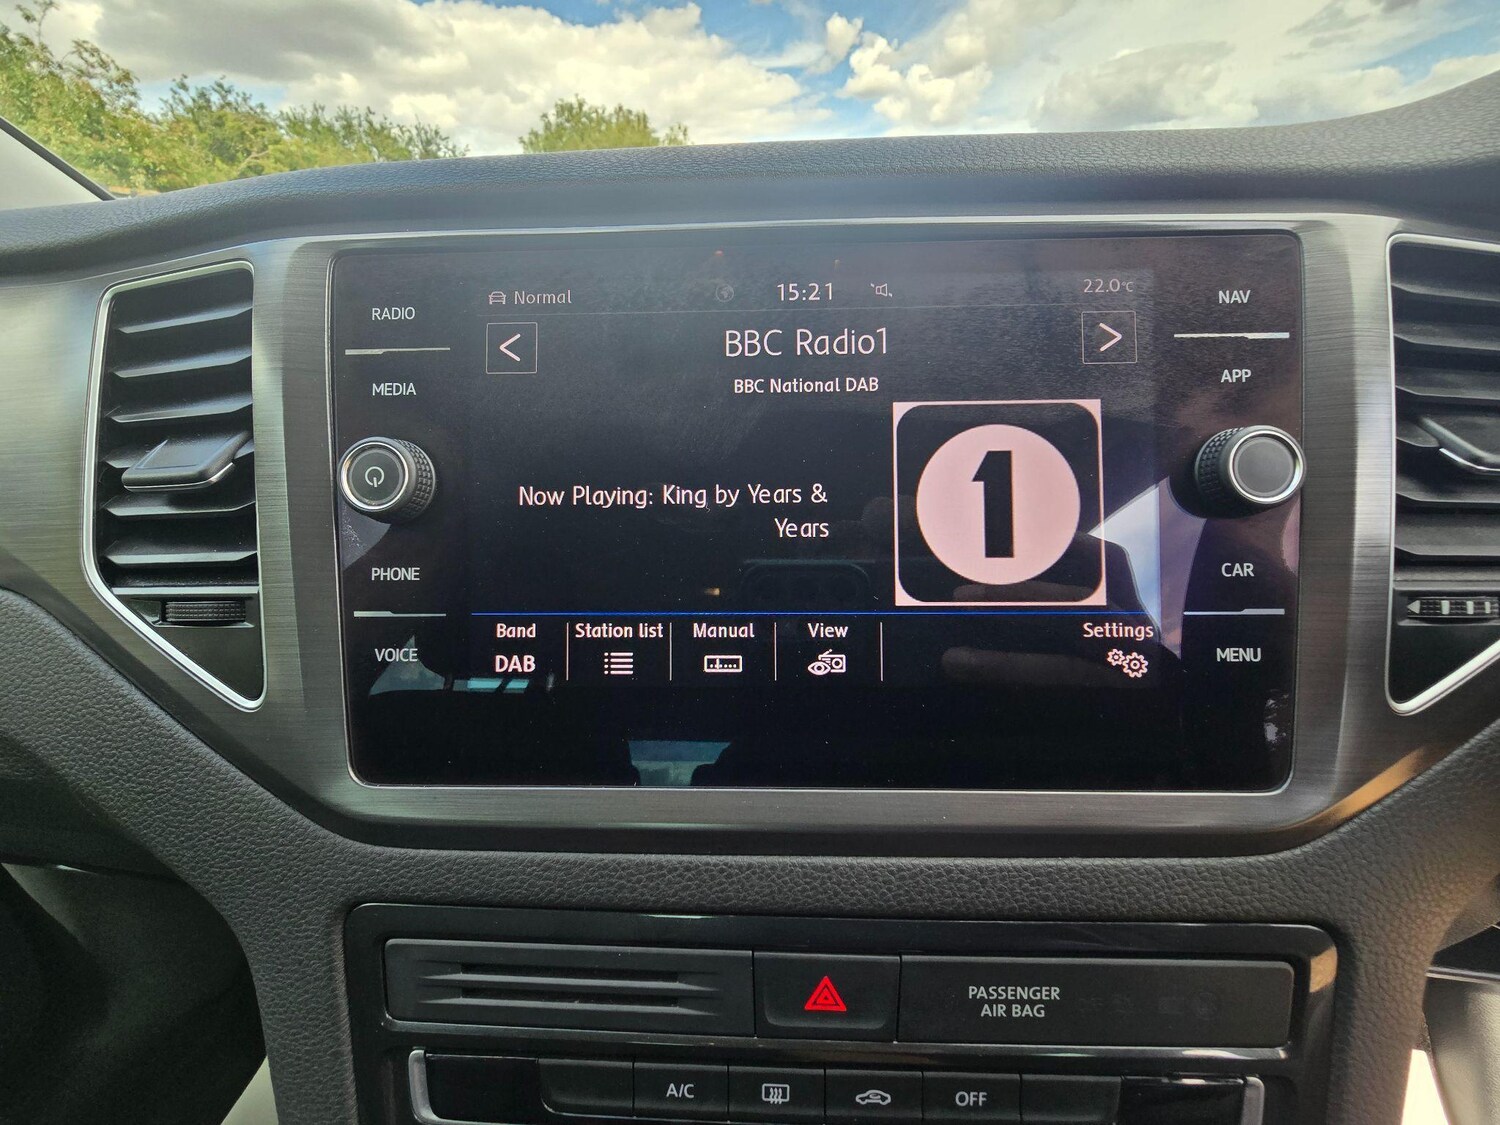 RADIO
MEDIA
PHONE
VOICE
Normal
15:21
22.0°C
<
BBC Radio1
>
BBC National DAB
Now Playing: King by Years &
Years
1
Band
DAB
Station list
Manual
View
Settings
NAV
APP
CAR
MENU
PASSENGER
AIR BAG
A/C
OFF